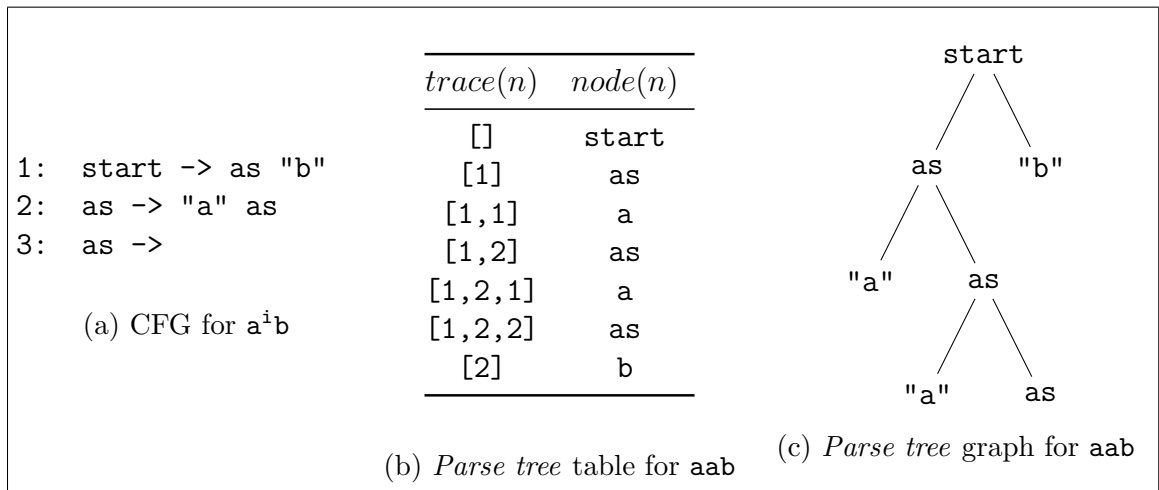 1: start -> as "b"
2: as -> "a" as
3: as ->
(a) CFG for aⁱb
trace(n) node(n)
[] start
[1] as
[1,1] a
[1,2] as
[1,2,1] a
[1,2,2] as
[2] b
(b) Parse tree table for aab
start
as "b"
"a" as
"a" as
(c) Parse tree graph for aab